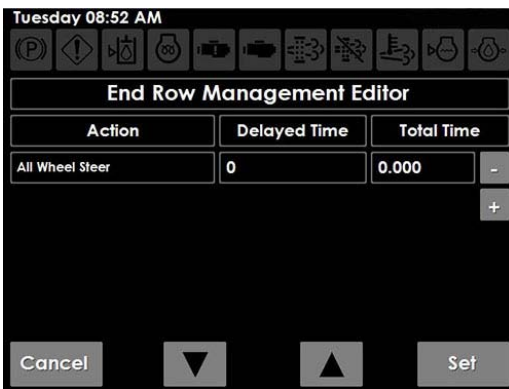 Tuesday 08:52 AM
End Row Management Editor
Action Delayed Time Total Time
All Wheel Steer 0 0.000 -
+
Cancel Set